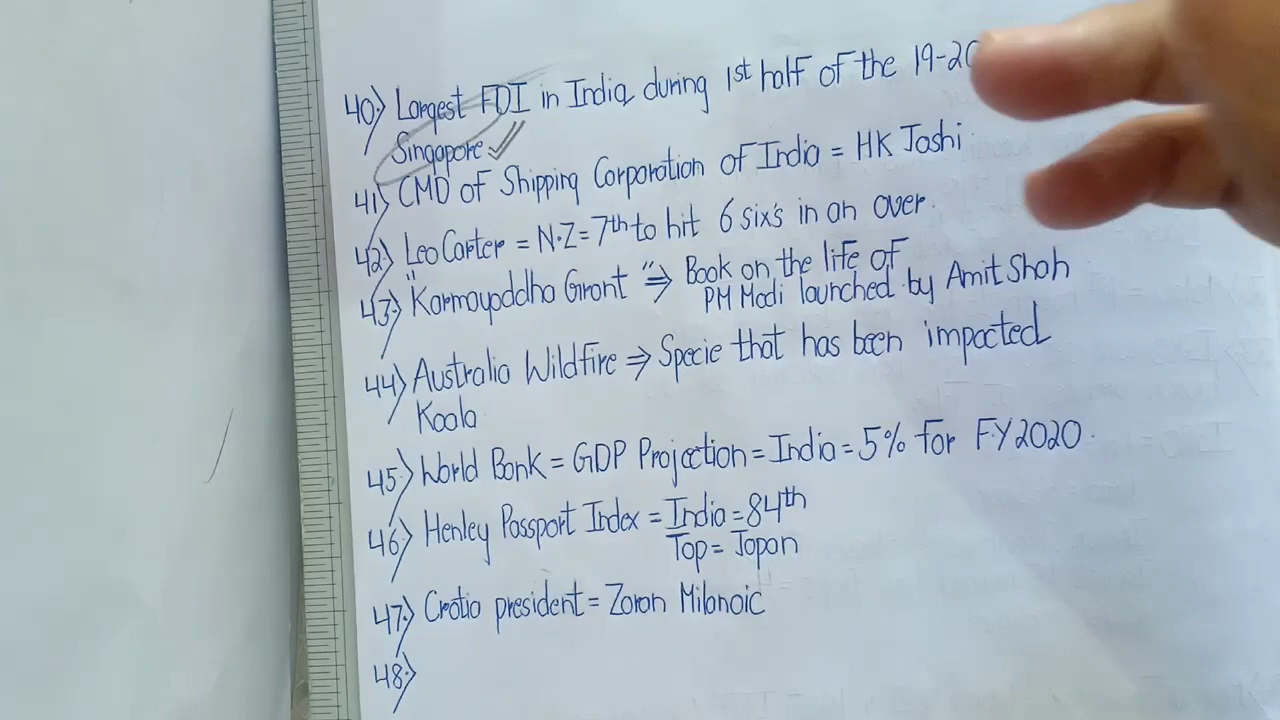 40) Largest FDI in India during 1st half of the 19-20
Singapore
41) CMD of Shipping Corporation of India = HK Joshi
42) Leo Carter = N.Z = 7th to hit 6 six's in an over.
43) "Karmayoddha Grant" ⇒ Book on the life of
PM Modi launched by Amit Shah
44) Australia Wildfire ⇒ Specie that has been impacted
Koala
45) World Bank = GDP Projection = India = 5% for F.Y 2020.
46) Henley Passport Index = India = 84th
Top = Japan
47) Crotia president = Zoran Milanoic
48)